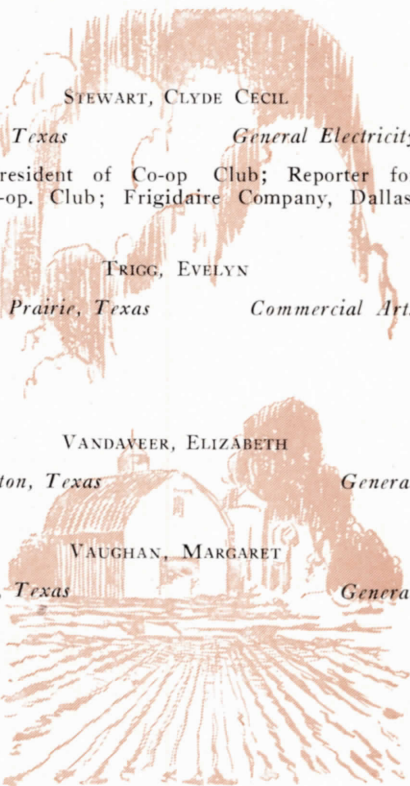 STEWART, CLYDE CECIL
Texas General Electricity
resident of Co-op Club; Reporter fo
-op. Club; Frigidaire Company, Dallas
TRIGG, EVELYN
Prairie, Texas Commercial Art
VANDAVEER, ELIZABETH
ton, Texas Genera
VAUGHAN, MARGARET
, Texas Genera